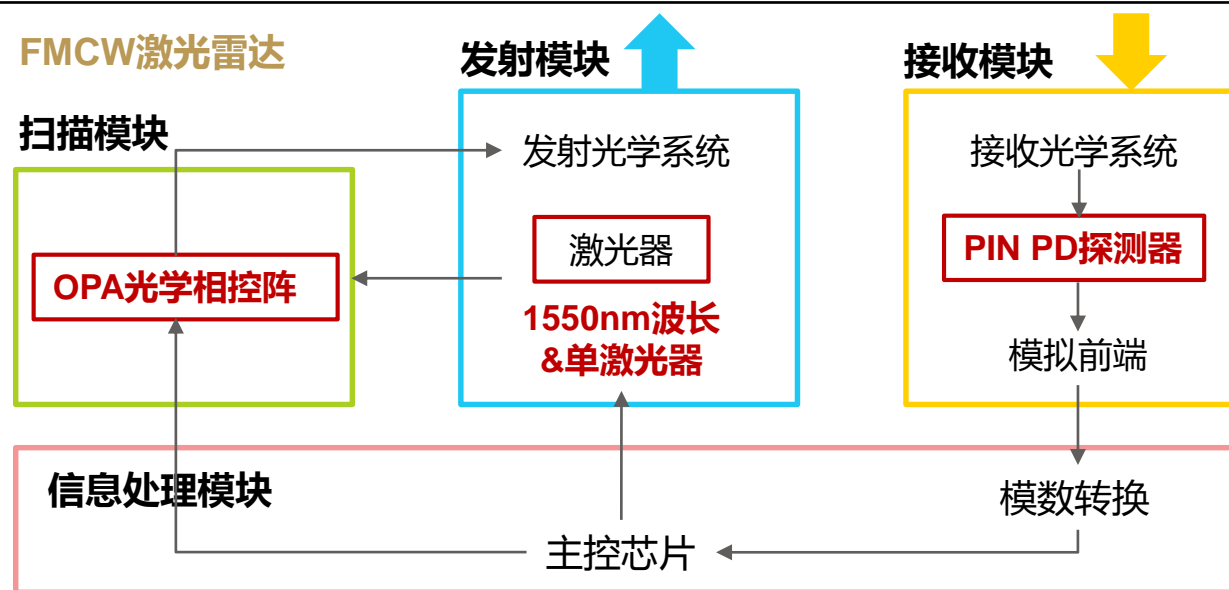 FMCW激光雷达
发射模块
接收模块
扫描模块
发射光学系统
接收光学系统
激光器
PIN PD探测器
OPA光学相控阵
1550nm波长
&单激光器
模拟前端
信息处理模块
模数转换
主控芯片